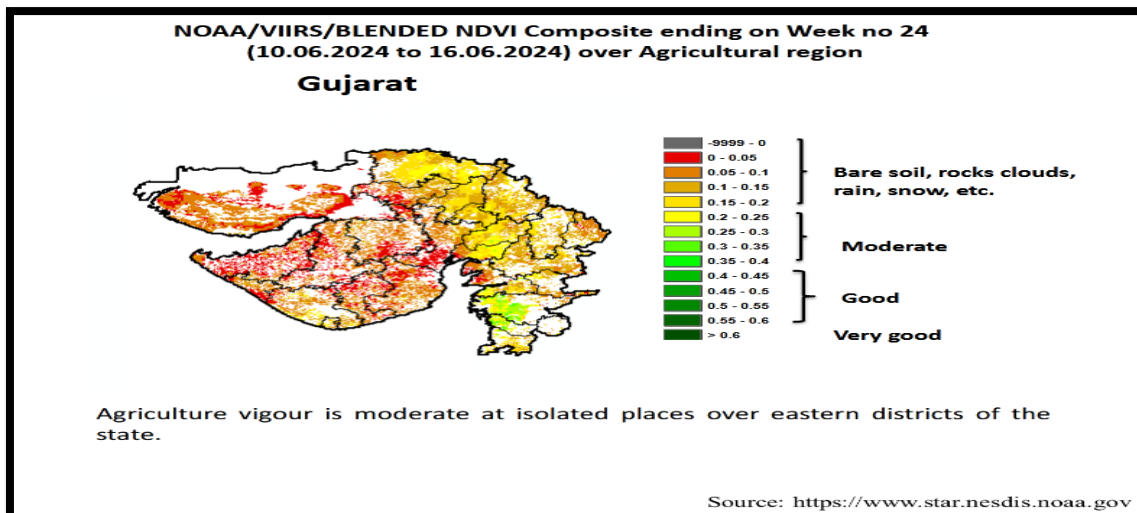 NOAA/VIIRS/BLENDED NDVI Composite ending on Week no 24
(10.06.2024 to 16.06.2024) over Agricultural region
Gujarat
-9999 - 0
0 - 0.05
0.05 - 0.1
0.1 - 0.15
0.15 - 0.2
0.2 - 0.25
0.25 - 0.3
0.3 - 0.35
0.35 - 0.4
0.4 - 0.45
0.45 - 0.5
0.5 - 0.55
0.55 - 0.6
> 0.6
Bare soil, rocks clouds,
rain, snow, etc.
Moderate
Good
Very good
Agriculture vigour is moderate at isolated places over eastern districts of the
state.
Source: https://www.star.nesdis.noaa.gov